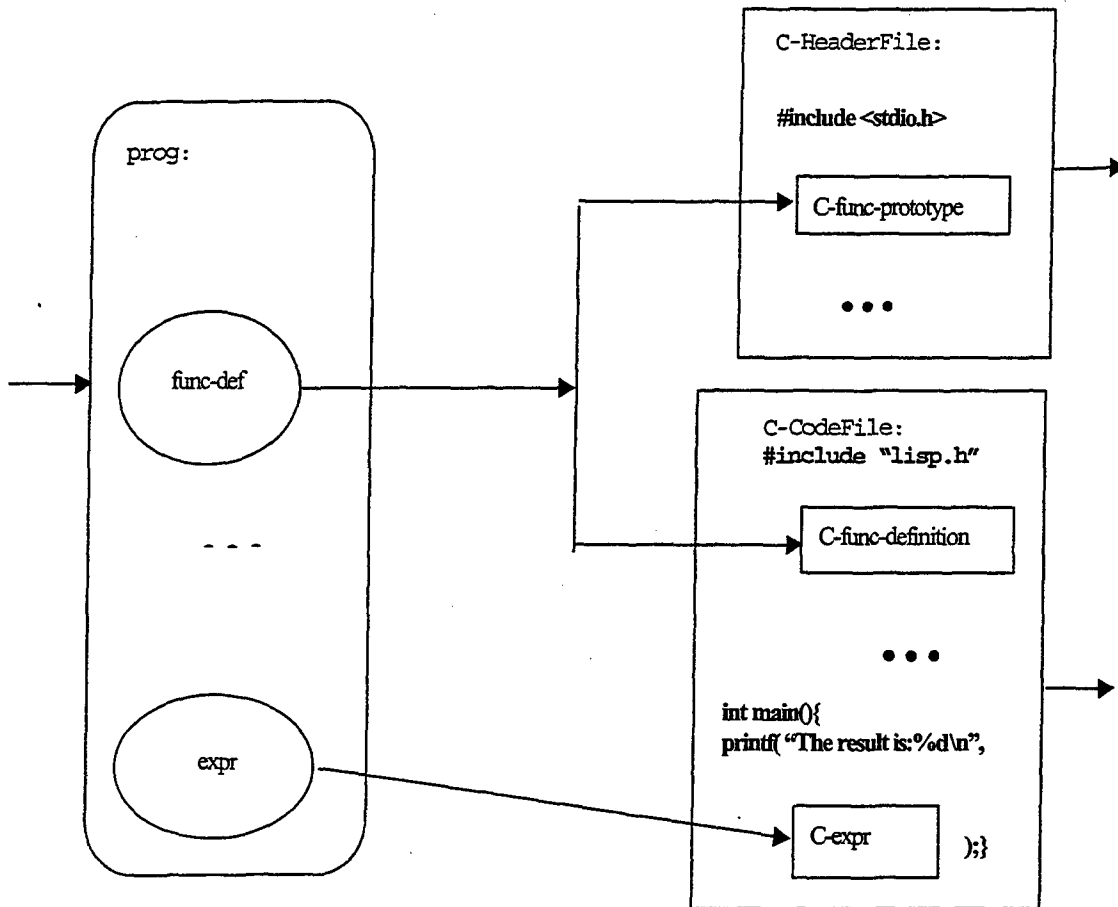 prog:
func-def
expr
C-HeaderFile:
#include <stdio.h>
C-func-prototype
C-CodeFile:
#include "lisp.h"
C-func-definition
int main(){
printf( “The result is:%d\n”,
C-expr );}